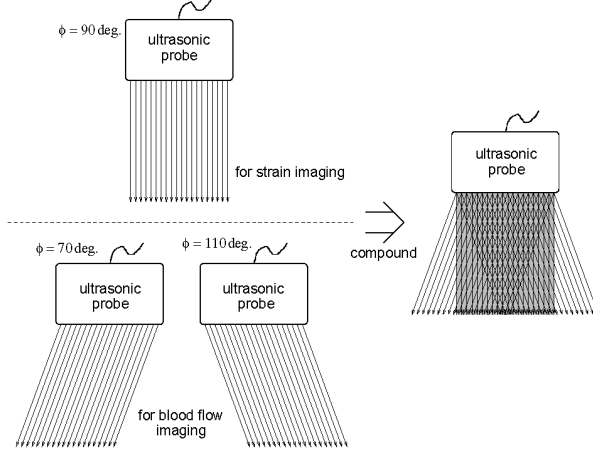 ϕ = 90 deg.
ultrasonic
probe
for strain imaging
ϕ = 70 deg.
ultrasonic
probe
ϕ = 110 deg.
ultrasonic
probe
for blood flow
imaging
compound
ultrasonic
probe